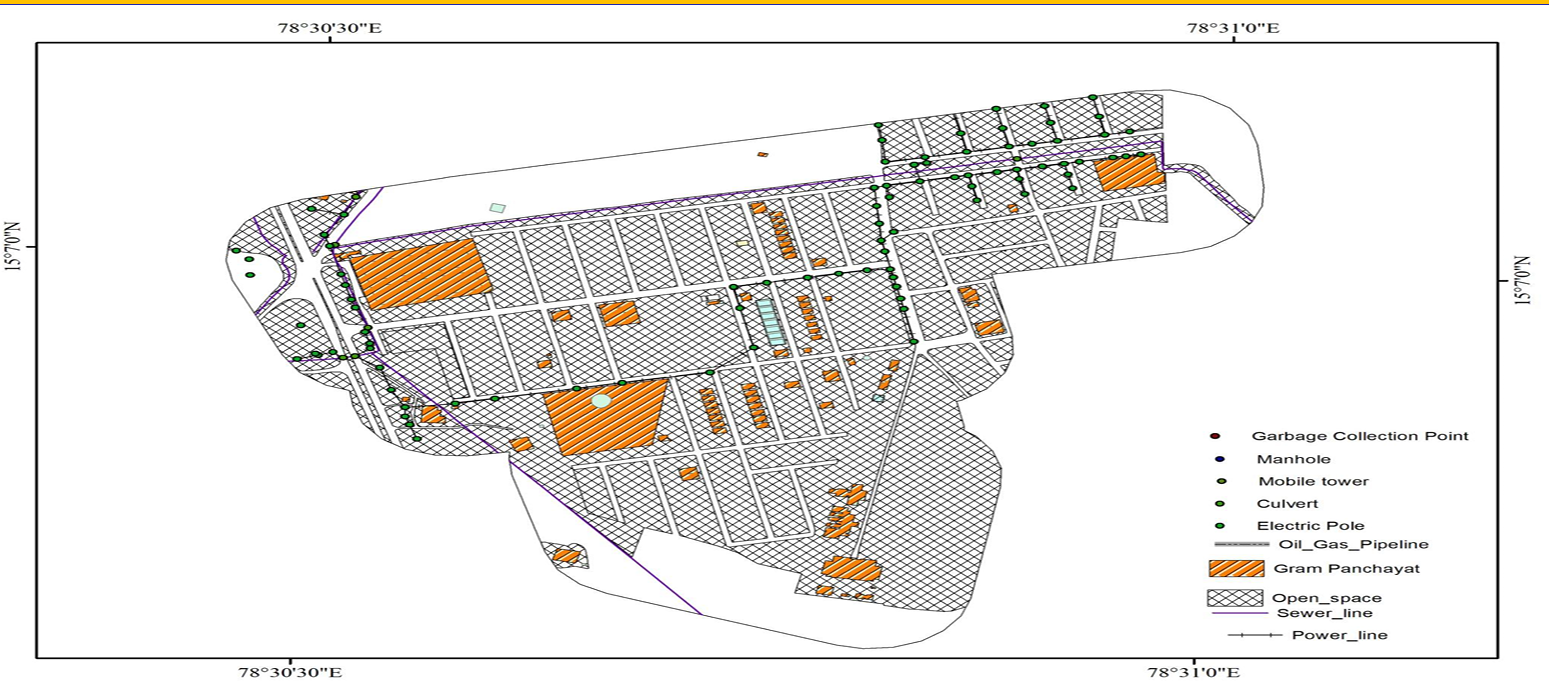 78°30'30"E 78°31'0"E
15°7'0"N
15°7'0"N
Garbage Collection Point
Manhole
Mobile tower
Culvert
Electric Pole
Oil_Gas_Pipeline
Gram Panchayat
Open_space
Sewer_line
Power_line
78°30'30"E 78°31'0"E